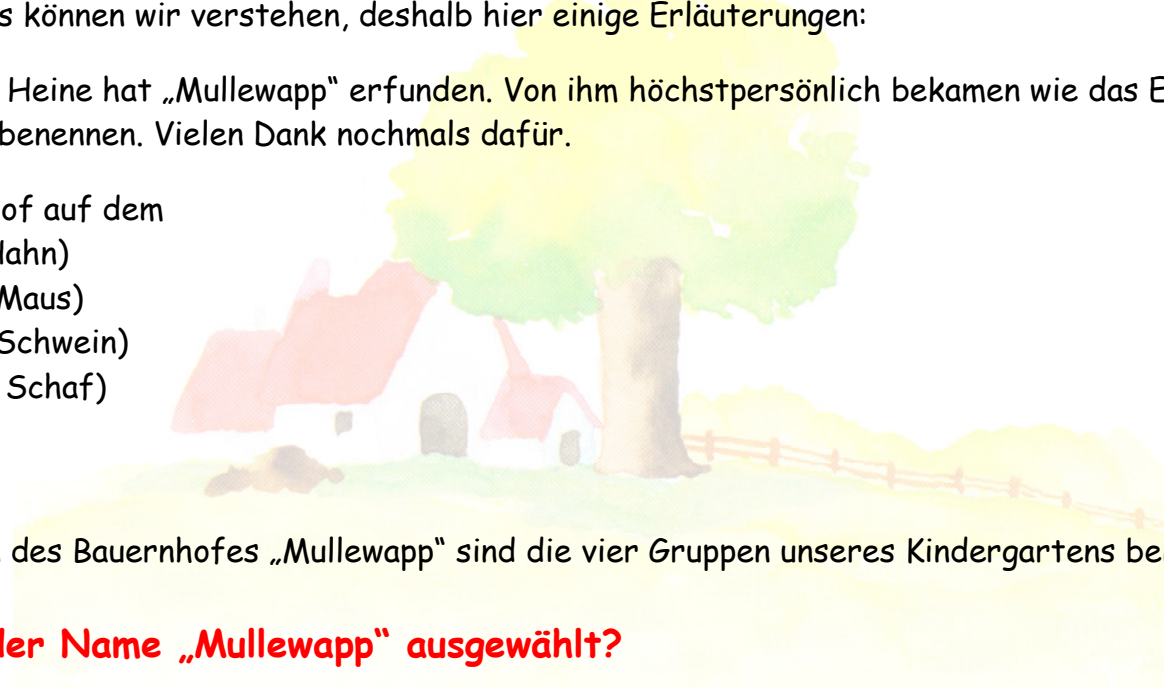 s können wir verstehen, deshalb hier einige Erläuterungen:
Heine hat „Mullewapp“ erfunden. Von ihm höchstpersönlich bekamen wie das E
benennen. Vielen Dank nochmals dafür.
of auf dem
Hahn)
Maus)
Schwein)
Schaf)
des Bauernhofes „Mullewapp“ sind die vier Gruppen unseres Kindergartens be
der Name „Mullewapp“ ausgewählt?